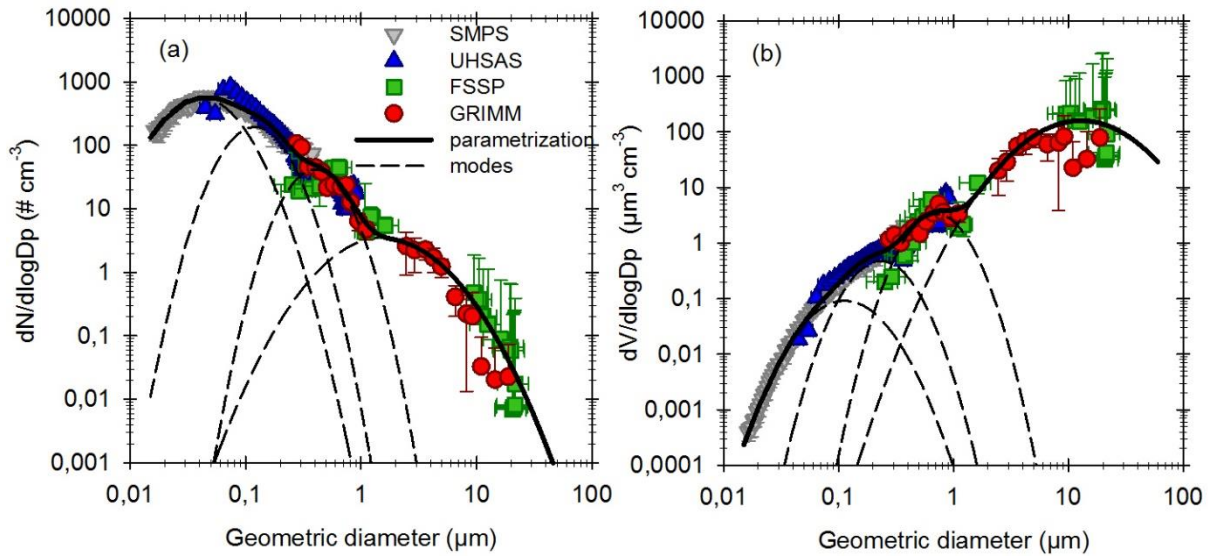 (a)
SMPS
UHSAS
FSSP
GRIMM
parametrization
modes
dN/dlogDp (# cm-3)
10000
1000
100
10
1
0,1
0,01
0,001
0,01 0,1 1 10 100
Geometric diameter (µm)
(b)
dV/dlogDp (µm³ cm-3)
10000
1000
100
10
1
0,1
0,01
0,001
0,0001
0,01 0,1 1 10 100
Geometric diameter (µm)